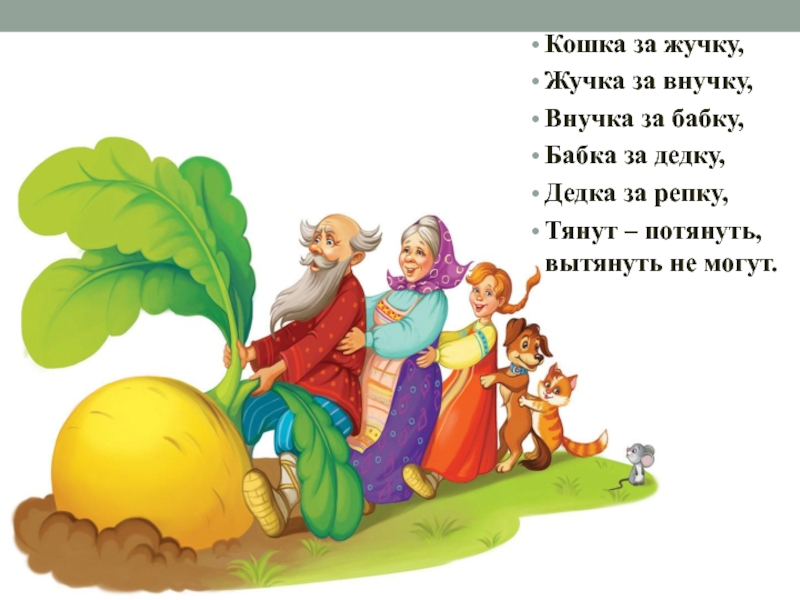 • Кошка за жучку,
• Жучка за внучку,
• Внучка за бабку,
• Бабка за дедку,
• Дедка за репку,
• Тянут – потянуть,
вытянуть не могут.